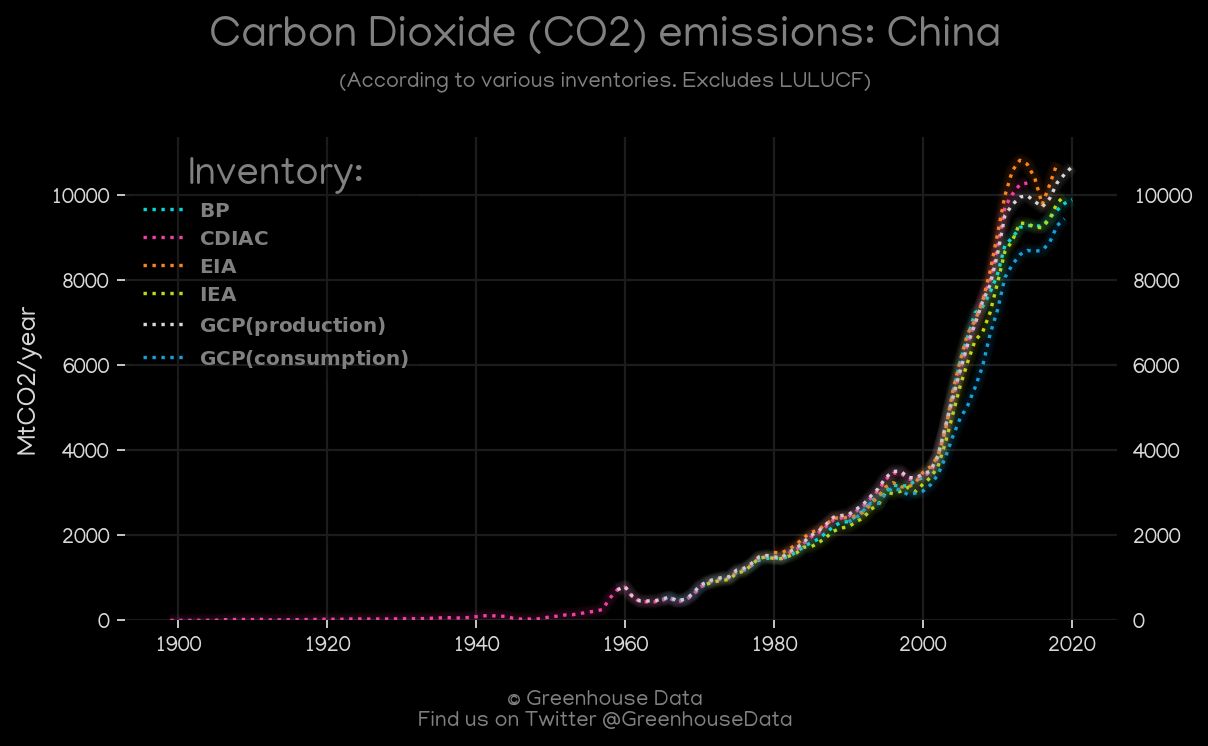 Carbon Dioxide (CO2) emissions: China
(According to various inventories. Excludes LULUCF)
Inventory:
BP
CDIAC
EIA
IEA
GCP(production)
GCP(consumption)
MtCO2/year
10000
8000
6000
4000
2000
0
10000
8000
6000
4000
2000
0
1900 1920 1940 1960 1980 2000 2020
© Greenhouse Data
Find us on Twitter @GreenhouseData